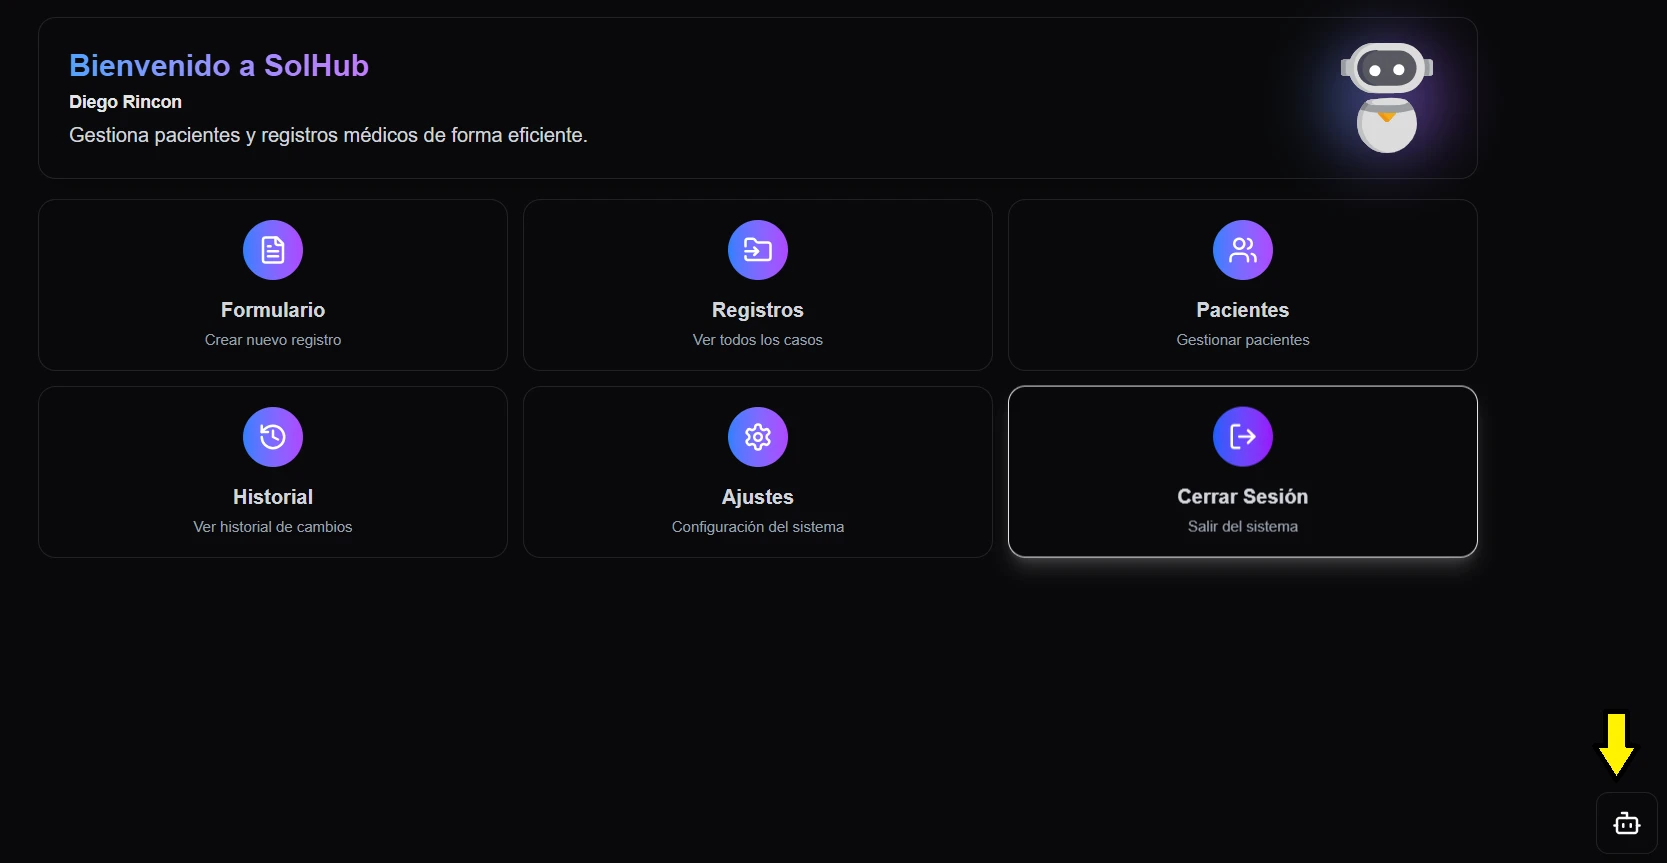 Bienvenido a SolHub
Diego Rincon
Gestiona pacientes y registros médicos de forma eficiente.
Formulario
Crear nuevo registro
Registros
Ver todos los casos
Pacientes
Gestionar pacientes
Historial
Ver historial de cambios
Ajustes
Configuración del sistema
Cerrar Sesión
Salir del sistema